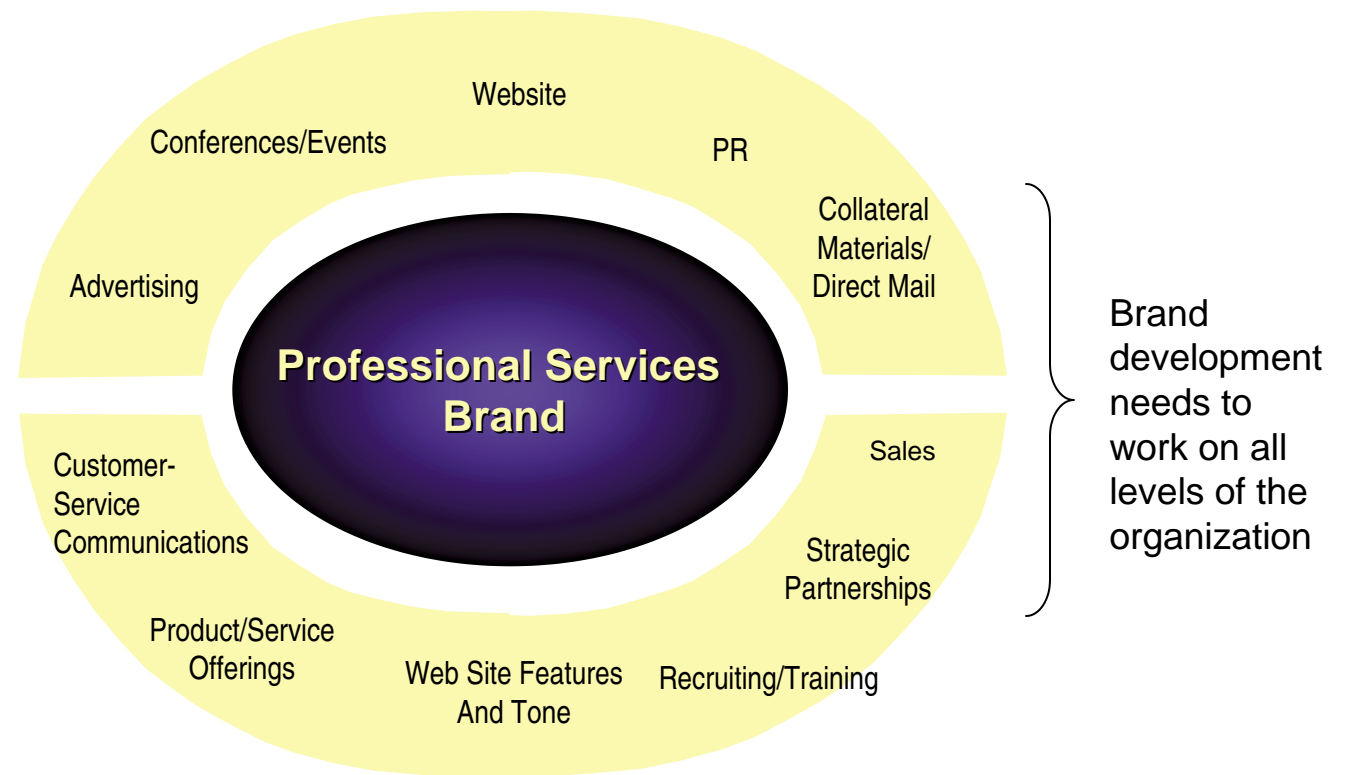 Website
Conferences/Events
PR
Collateral
Materials/
Direct Mail
Advertising
Professional Services
Brand
Customer-
Service
Communications
Sales
Strategic
Partnerships
Product/Service
Offerings
Web Site Features
And Tone
Recruiting/Training
Brand
development
needs to
work on all
levels of the
organization